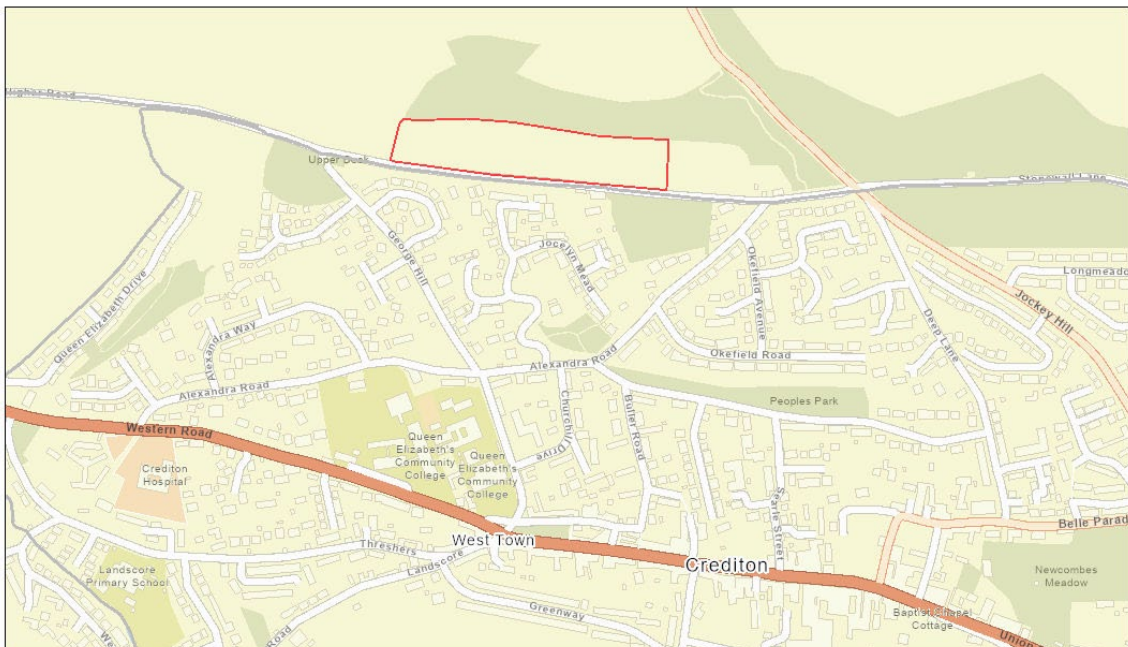 Higher Road
Upper Deck
Stonewall Lane
George Hill
Jocelyn Mead
Okefield Avenue
Longmeadow
Jockey Hill
Queen Elizabeth Drive
Alexandra Way
Deep Lane
Okefield Road
Alexandra Road
Alexandra Road
Peoples Park
Western Road
Churchill Drive
Buller Road
Queen
Elizabeth's
Community
College
Queen
Elizabeth's
Community
College
Crediton
Hospital
Searle Street
Belle Parad
West Town
Threshers
Landscore
Landscore
Primary School
Crediton
Newcombes
Meadow
Greenway
Baptist Chapel
Cottage
Road
We
Union